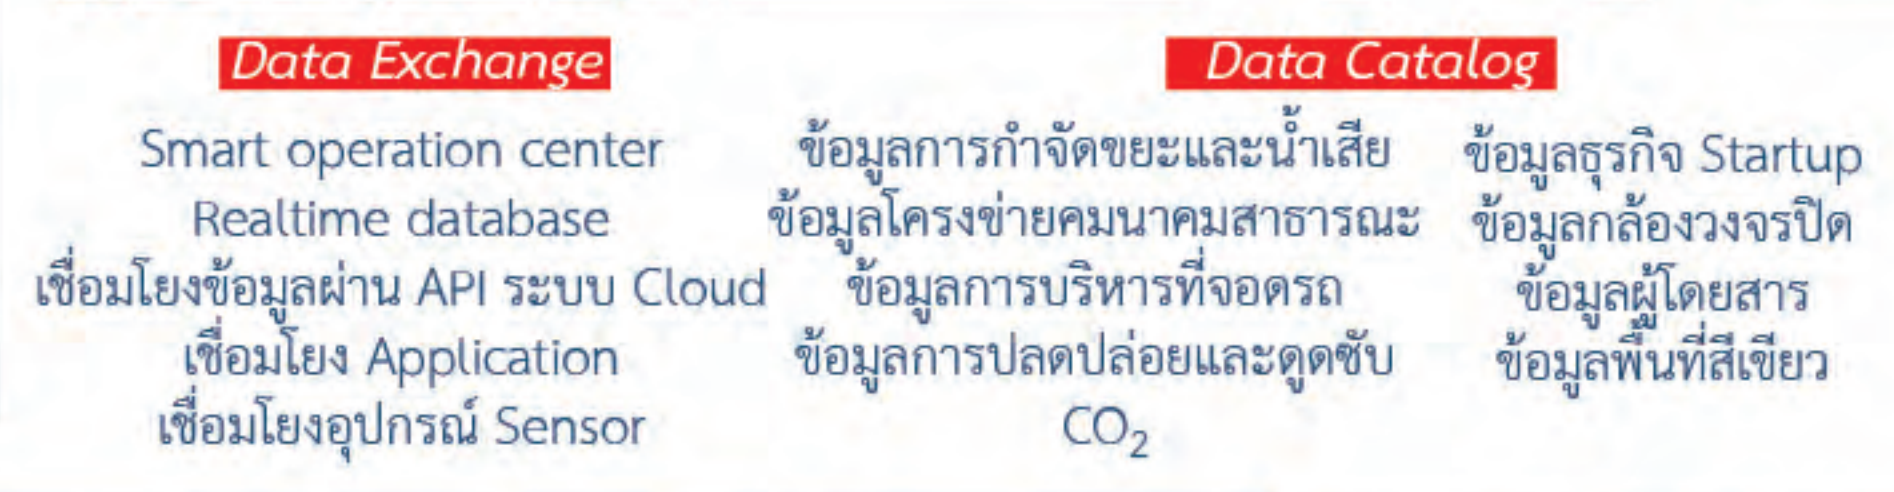 Data Exchange
Smart operation center
Realtime database
เชื่อมโยงข้อมูลผ่าน API ระบบ Cloud
เชื่อมโยง Application
เชื่อมโยงอุปกรณ์ Sensor
Data Catalog
ข้อมูลการกำจัดขยะและน้ำเสีย
ข้อมูลโครงข่ายคมนาคมสาธารณะ
ข้อมูลการบริหารที่จอดรถ
ข้อมูลการปลดปล่อยและดูดซับ
CO₂
ข้อมูลธุรกิจ Startup
ข้อมูลกล้องวงจรปิด
ข้อมูลผู้โดยสาร
ข้อมูลพื้นที่สีเขียว